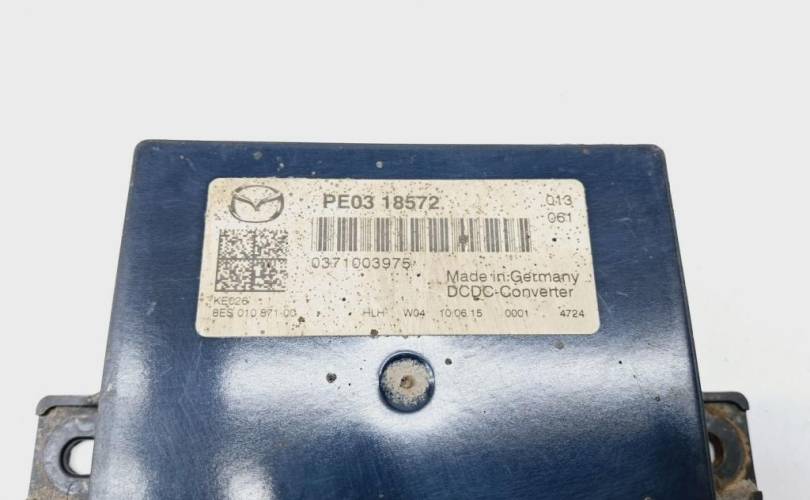 PE03 18572
013
061
0371003975
Made in Germany
DCDC-Converter
KE026 1
8ES 010 871-00
HLH W04 10.06.15 0001 4724